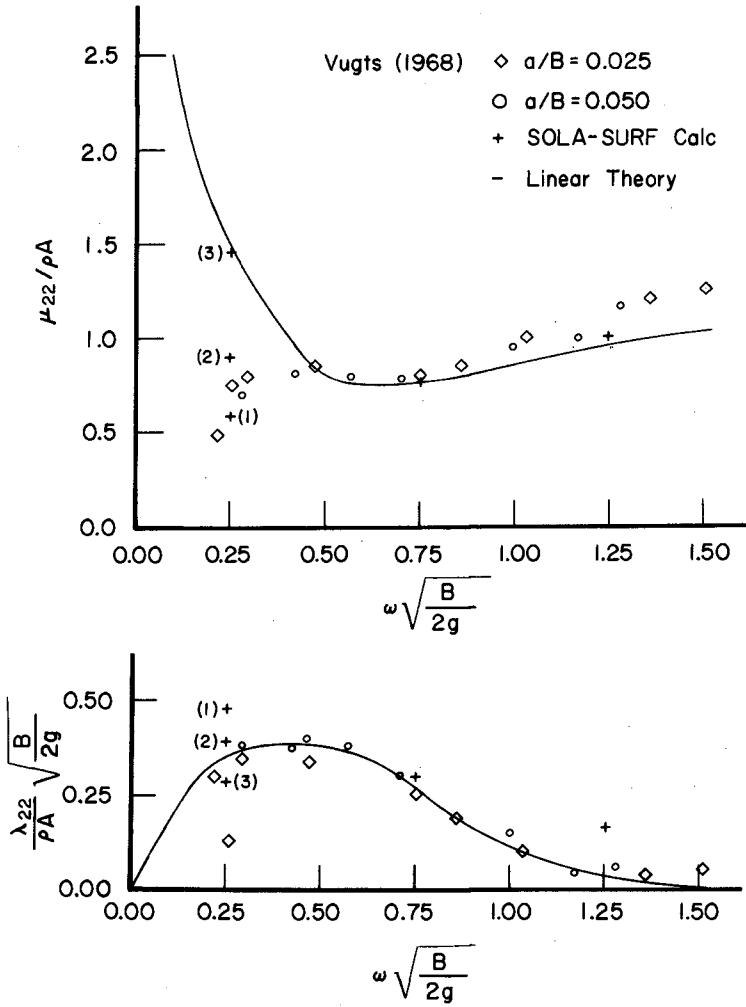 Vugts (1968) ◇ a/B = 0.025
○ a/B = 0.050
+ SOLA-SURF Calc
— Linear Theory
2.5
2.0
1.5
1.0
0.5
0.0
μ22/ρA
(3)
(2)
(1)
0.00 0.25 0.50 0.75 1.00 1.25 1.50
ω √(B/2g)
0.50
0.25
0.00
λ22/ρA √(B/2g)
(1)
(2)
(3)
0.00 0.25 0.50 0.75 1.00 1.25 1.50
ω √(B/2g)